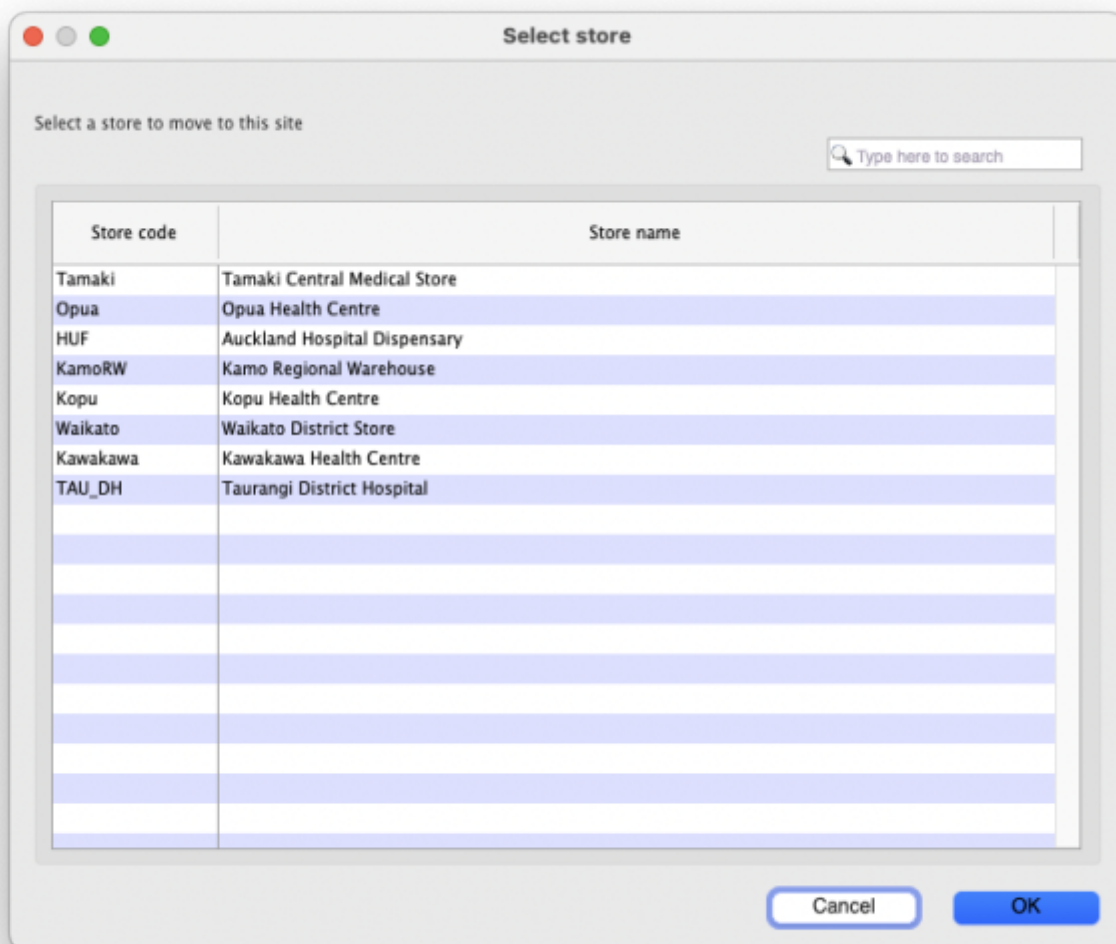 Select store
Select a store to move to this site
Type here to search
Store code Store name
Tamaki Tamaki Central Medical Store
Opua Opua Health Centre
HUF Auckland Hospital Dispensary
KamoRW Kamo Regional Warehouse
Kopu Kopu Health Centre
Waikato Waikato District Store
Kawakawa Kawakawa Health Centre
TAU_DH Taurangi District Hospital
Cancel OK